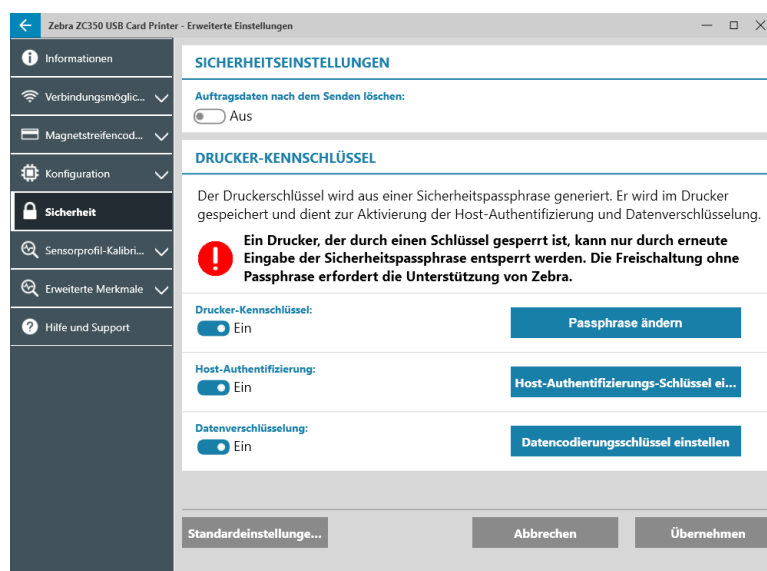 Zebra ZC350 USB Card Printer - Erweiterte Einstellungen
Informationen
Verbindungsmöglic...
Magnetstreifencod...
Konfiguration
Sicherheit
Sensorprofil-Kalibri...
Erweiterte Merkmale
Hilfe und Support
SICHERHEITSEINSTELLUNGEN
Auftragsdaten nach dem Senden löschen:
Aus
DRUCKER-KENNSCHLÜSSEL
Der Druckerschlüssel wird aus einer Sicherheitspassphrase generiert. Er wird im Drucker
gespeichert und dient zur Aktivierung der Host-Authentifizierung und Datenverschlüsselung.
Ein Drucker, der durch einen Schlüssel gesperrt ist, kann nur durch erneute
Eingabe der Sicherheitspassphrase entsperrt werden. Die Freischaltung ohne
Passphrase erfordert die Unterstützung von Zebra.
Drucker-Kennschlüssel:
Ein
Passphrase ändern
Host-Authentifizierung:
Ein
Host-Authentifizierungs-Schlüssel ei...
Datenverschlüsselung:
Ein
Datencodierungsschlüssel einstellen
Standardeinstellunge...
Abbrechen
Übernehmen